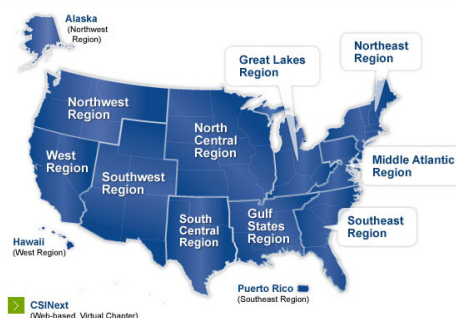 Alaska
(Northwest
Region)
Great Lakes
Region
Northeast
Region
Northwest
Region
North
Central
Region
West
Region
Southwest
Region
Middle Atlantic
Region
South
Central
Region
Gulf
States
Region
Southeast
Region
Hawaii
(West Region)
Puerto Rico
(Southeast Region)
CSINext
(Web-based, Virtual Chapter)